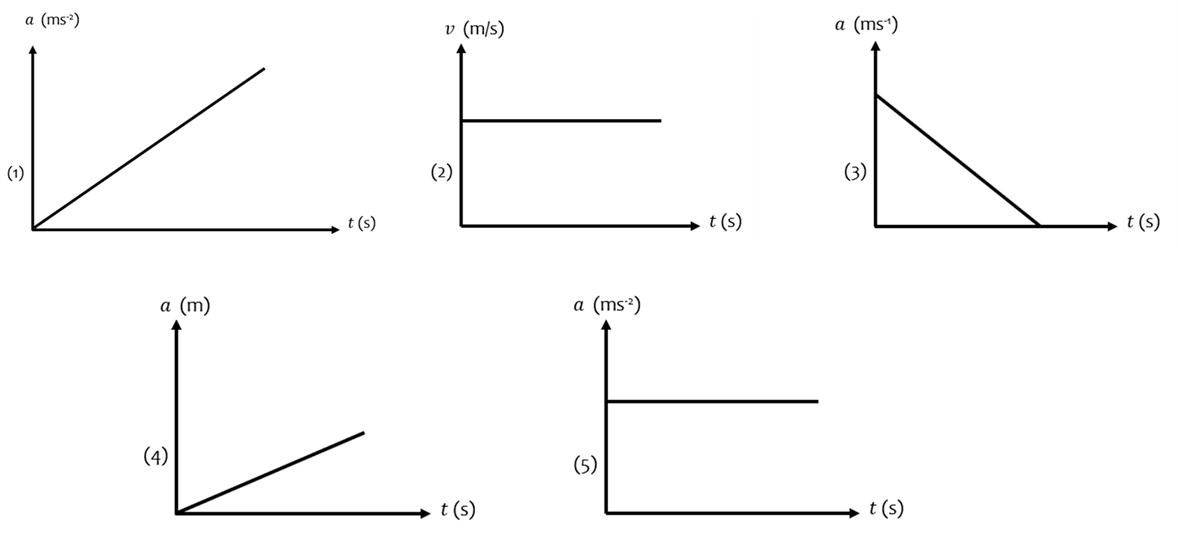 a (ms⁻²)
(1)
t (s)
v (m/s)
(2)
t (s)
a (ms⁻¹)
(3)
t (s)
a (m)
(4)
t (s)
a (ms⁻²)
(5)
t (s)